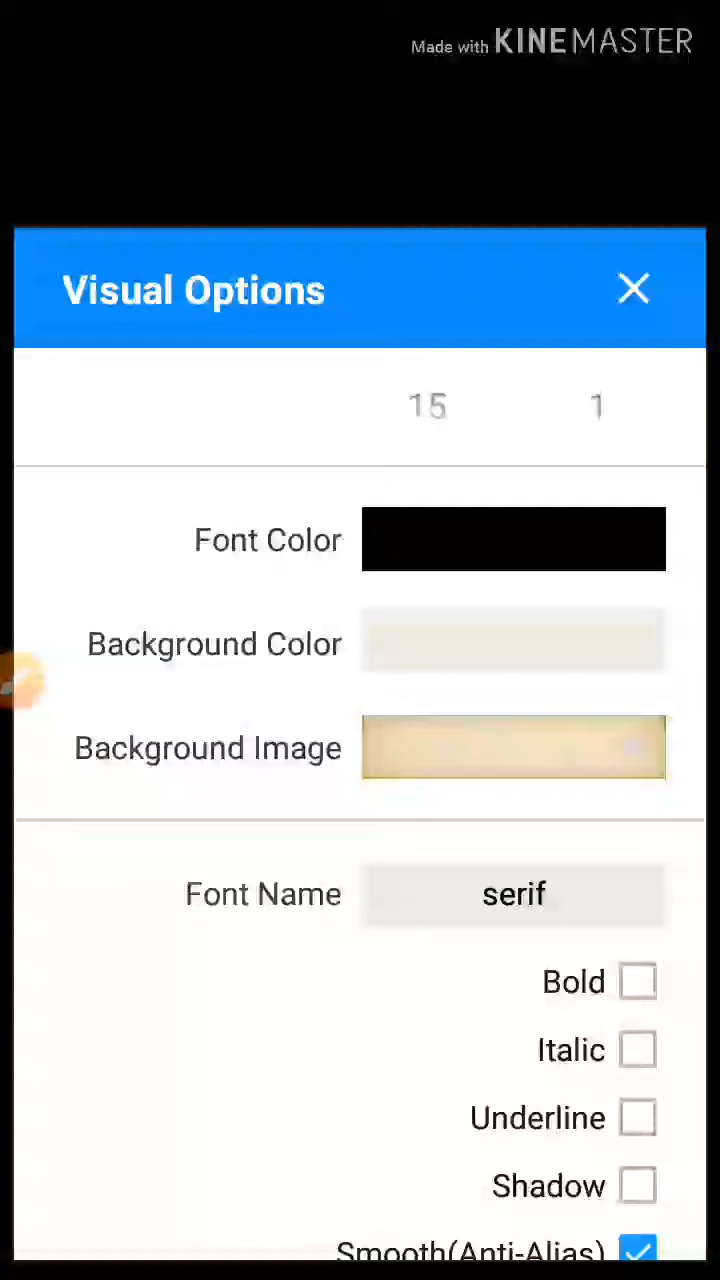 Made with KINEMASTER
Visual Options
15 1
Font Color
Background Color
Background Image
Font Name serif
Bold
Italic
Underline
Shadow
Smooth(Anti-Alias)